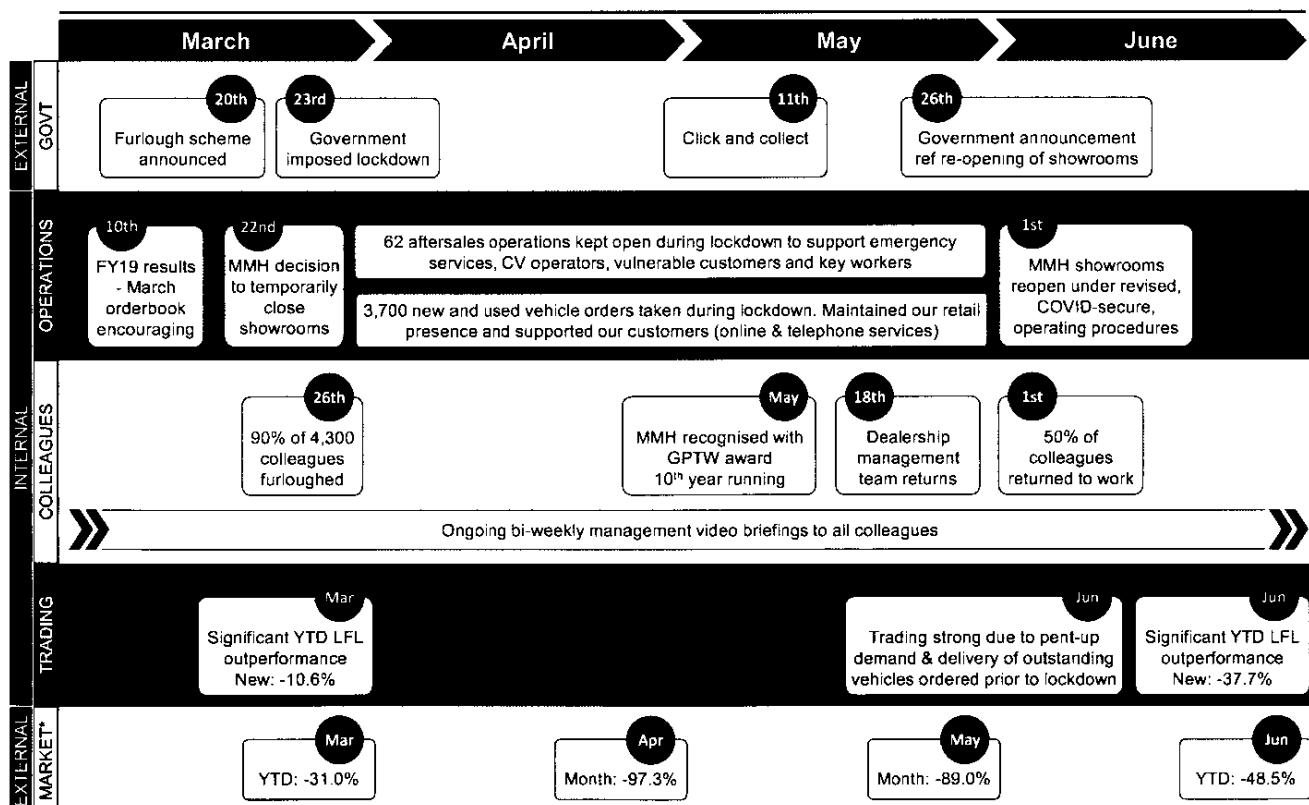 March
April
May
June
EXTERNAL
GOVT
20th
Furlough scheme
announced
23rd
Government
imposed lockdown
11th
Click and collect
26th
Government announcement
ref re-opening of showrooms
INTERNAL
OPERATIONS
10th
FY19 results
- March
orderbook
encouraging
22nd
MMH decision
to temporarily
close
showrooms
62 aftersales operations kept open during lockdown to support emergency
services, CV operators, vulnerable customers and key workers
3,700 new and used vehicle orders taken during lockdown. Maintained our retail
presence and supported our customers (online & telephone services)
1st
MMH showrooms
reopen under revised,
COVID-secure,
operating procedures
COLLEAGUES
26th
90% of 4,300
colleagues
furloughed
May
MMH recognised with
GPTW award
10th year running
18th
Dealership
management
team returns
1st
50% of
colleagues
returned to work
Ongoing bi-weekly management video briefings to all colleagues
TRADING
Mar
Significant YTD LFL
outperformance
New: -10.6%
Jun
Trading strong due to pent-up
demand & delivery of outstanding
vehicles ordered prior to lockdown
Jun
Significant YTD LFL
outperformance
New: -37.7%
EXTERNAL
MARKET*
Mar
YTD: -31.0%
Apr
Month: -97.3%
May
Month: -89.0%
Jun
YTD: -48.5%